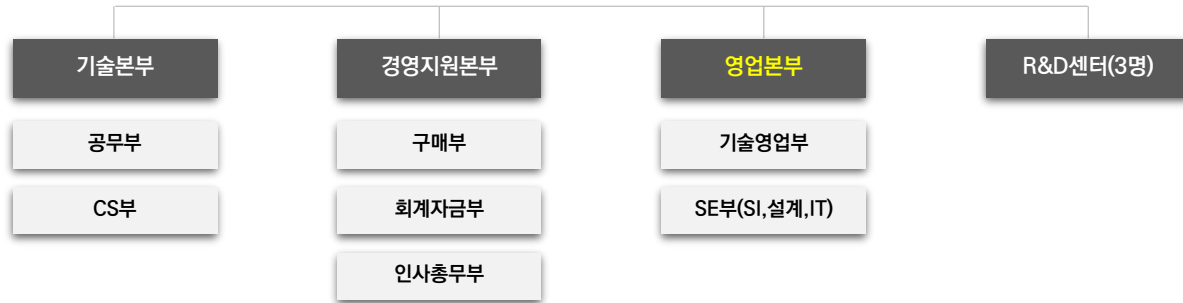 기술본부
경영지원본부
영업본부
R&D센터(3명)
공무부
구매부
기술영업부
CS부
회계자금부
SE부(SI,설계,IT)
인사총무부